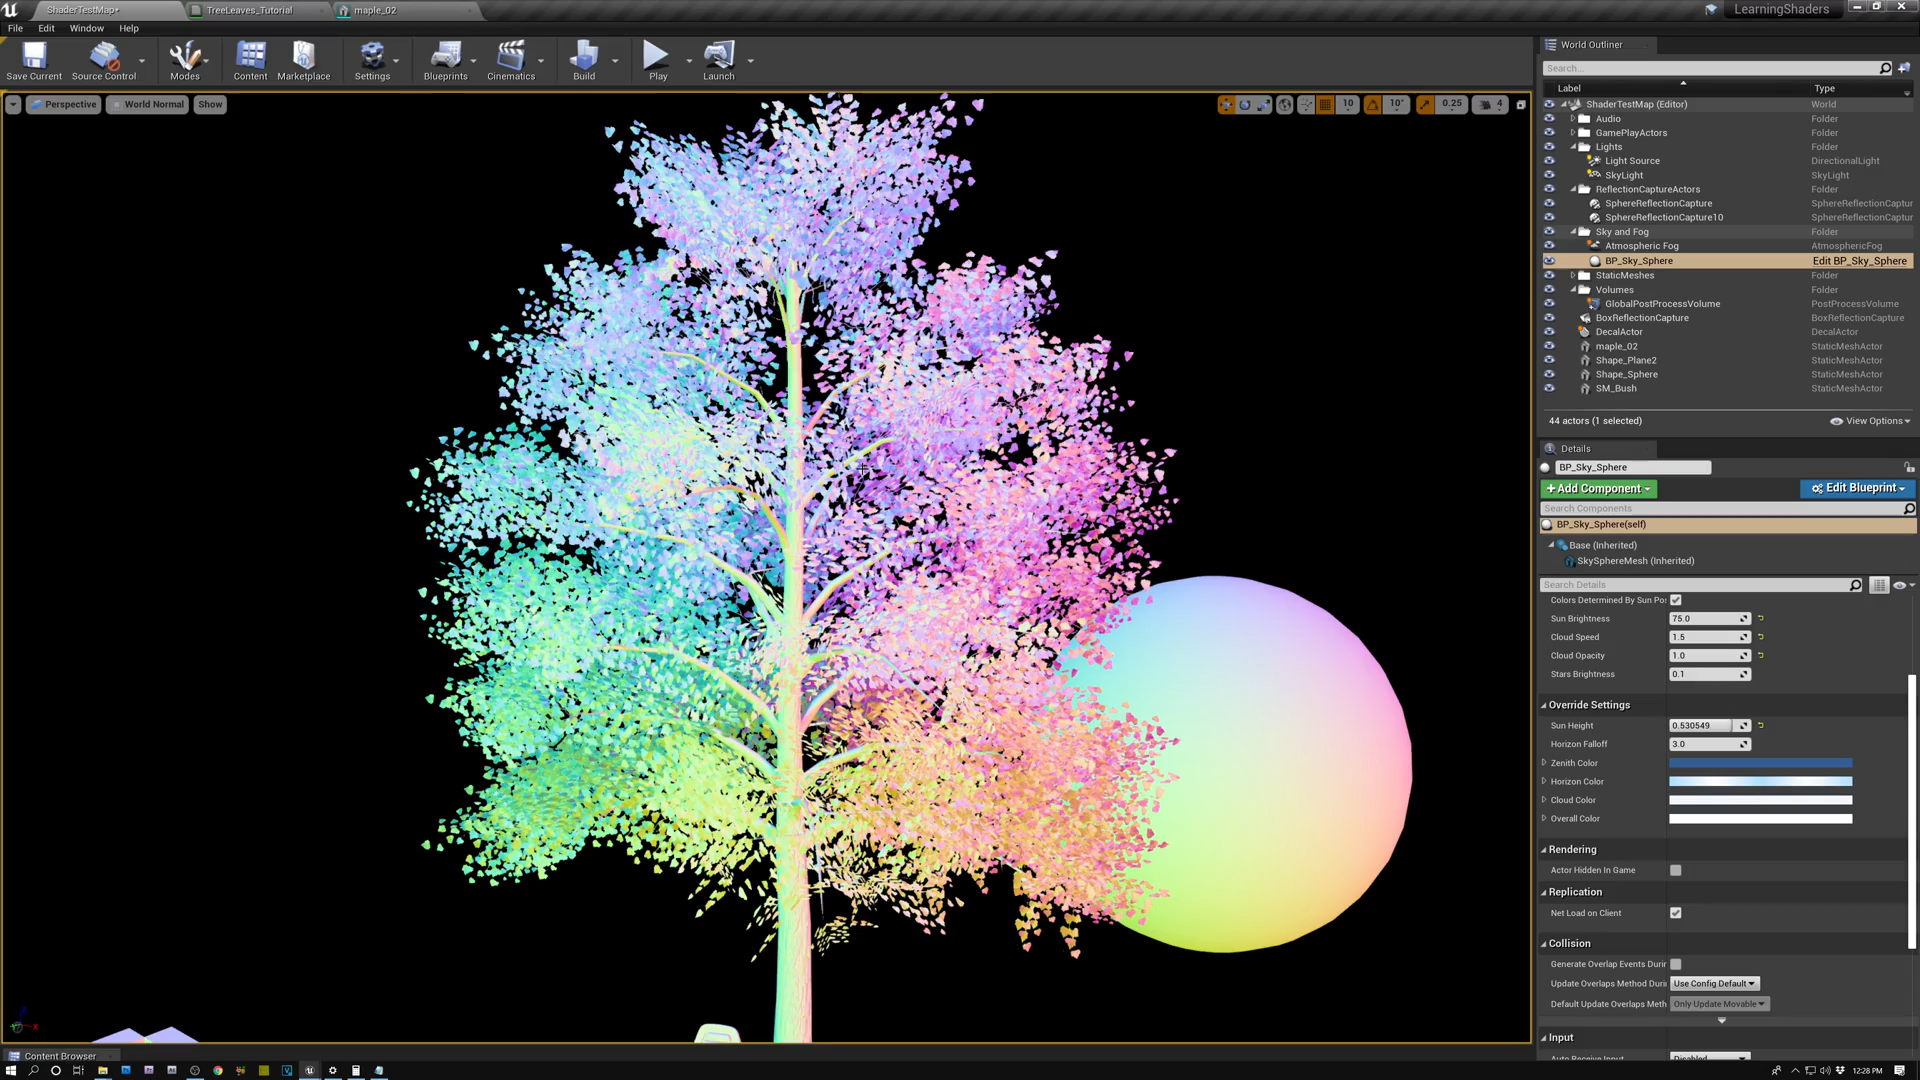 ShaderTestMap*
TreeLeaves_Tutorial
maple_02
LearningShaders
File
Edit
Window
Help
Save Current
Source Control
Modes
Content
Marketplace
Settings
Blueprints
Cinematics
Build
Play
Launch
Perspective
World Normal
Show
10
10°
0.25
4
World Outliner
Search...
Label
Type
ShaderTestMap (Editor)
World
Audio
Folder
GamePlayActors
Folder
Lights
Folder
Light Source
DirectionalLight
SkyLight
SkyLight
ReflectionCaptureActors
Folder
SphereReflectionCapture
SphereReflectionCaptur
SphereReflectionCapture10
SphereReflectionCaptur
Sky and Fog
Folder
Atmospheric Fog
AtmosphericFog
BP_Sky_Sphere
Edit BP_Sky_Sphere
StaticMeshes
Folder
Volumes
Folder
GlobalPostProcessVolume
PostProcessVolume
BoxReflectionCapture
BoxReflectionCapture
DecalActor
DecalActor
maple_02
StaticMeshActor
Shape_Plane2
StaticMeshActor
Shape_Sphere
StaticMeshActor
SM_Bush
StaticMeshActor
44 actors (1 selected)
View Options
Details
BP_Sky_Sphere
+Add Component
Edit Blueprint
Search Components
BP_Sky_Sphere(self)
Base (Inherited)
SkySphereMesh (Inherited)
Search Details
Colors Determined By Sun Pos
Sun Brightness
75.0
Cloud Speed
1.5
Cloud Opacity
1.0
Stars Brightness
0.1
Override Settings
Sun Height
0.530549
Horizon Falloff
3.0
Zenith Color
Horizon Color
Cloud Color
Overall Color
Rendering
Actor Hidden In Game
Replication
Net Load on Client
Collision
Generate Overlap Events Durin
Update Overlaps Method Duri
Use Config Default
Default Update Overlaps Meth
Only Update Movable
Input
Auto Receive Input
Disabled
Content Browser
12:28 PM